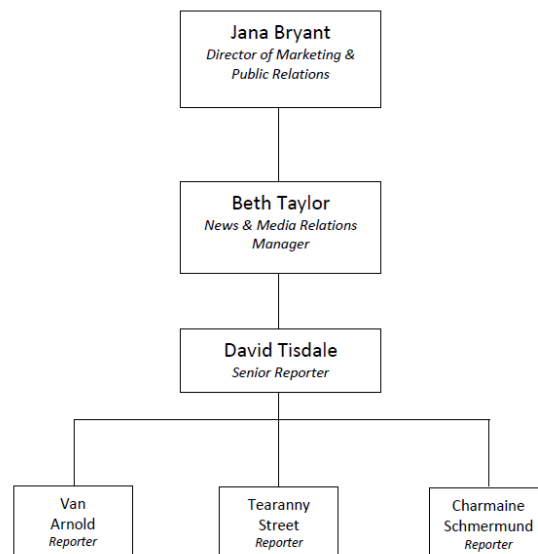 Jana Bryant
Director of Marketing &
Public Relations
Beth Taylor
News & Media Relations
Manager
David Tisdale
Senior Reporter
Van
Arnold
Reporter
Tearanny
Street
Reporter
Charmaine
Schmermund
Reporter